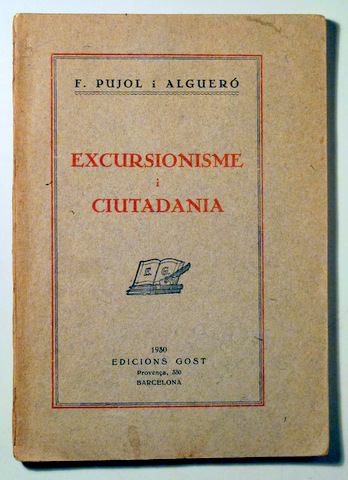 F. PUJOL i ALGUERÓ
EXCURSIONISME
i
CIUTADANIA
E. G.
1930
EDICIONS GOST
Provença, 330
BARCELONA